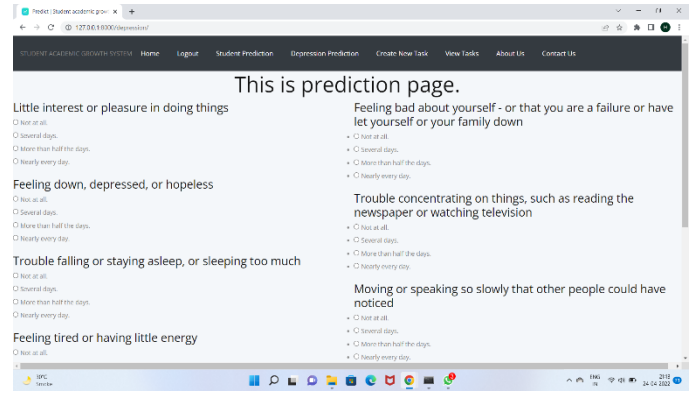 Predict | Student academic grow
127.0.0.1:8000/depression/
STUDENT ACADEMIC GROWTH SYSTEM Home Logout Student Prediction Depression Prediction Create New Task View Tasks About Us Contact Us
This is prediction page.
Little interest or pleasure in doing things
Not at all.
Several days.
More than half the days.
Nearly every day.
Feeling down, depressed, or hopeless
Not at all.
Several days.
More than half the days.
Nearly every day.
Trouble falling or staying asleep, or sleeping too much
Not at all.
Several days.
More than half the days.
Nearly every day.
Feeling tired or having little energy
Not at all.
Feeling bad about yourself - or that you are a failure or have
let yourself or your family down
Not at all.
Several days.
More than half the days.
Nearly every day.
Trouble concentrating on things, such as reading the
newspaper or watching television
Not at all.
Several days.
More than half the days.
Nearly every day.
Moving or speaking so slowly that other people could have
noticed
Not at all.
Several days.
More than half the days.
Nearly every day.
30°C
Smoke
ENG
IN
21:18
24-04-2022